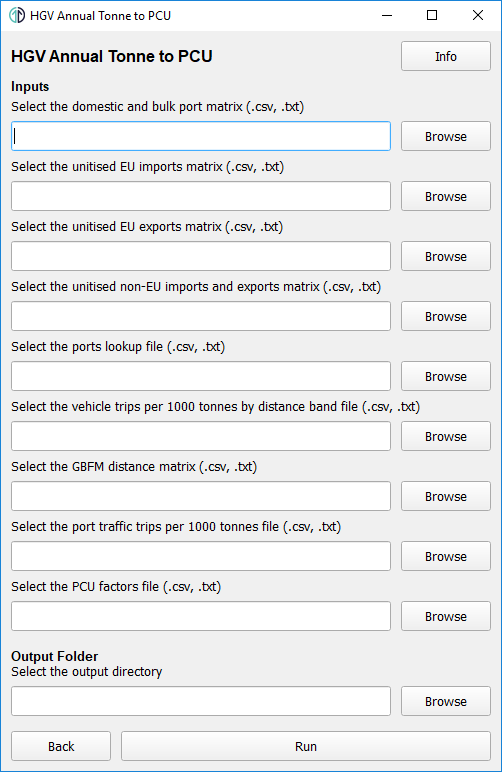 HGV Annual Tonne to PCU
HGV Annual Tonne to PCU
Info
Inputs
Select the domestic and bulk port matrix (.csv, .txt)
Browse
Select the unitised EU imports matrix (.csv, .txt)
Browse
Select the unitised EU exports matrix (.csv, .txt)
Browse
Select the unitised non-EU imports and exports matrix (.csv, .txt)
Browse
Select the ports lookup file (.csv, .txt)
Browse
Select the vehicle trips per 1000 tonnes by distance band file (.csv, .txt)
Browse
Select the GBFM distance matrix (.csv, .txt)
Browse
Select the port traffic trips per 1000 tonnes file (.csv, .txt)
Browse
Select the PCU factors file (.csv, .txt)
Browse
Output Folder
Select the output directory
Browse
Back
Run